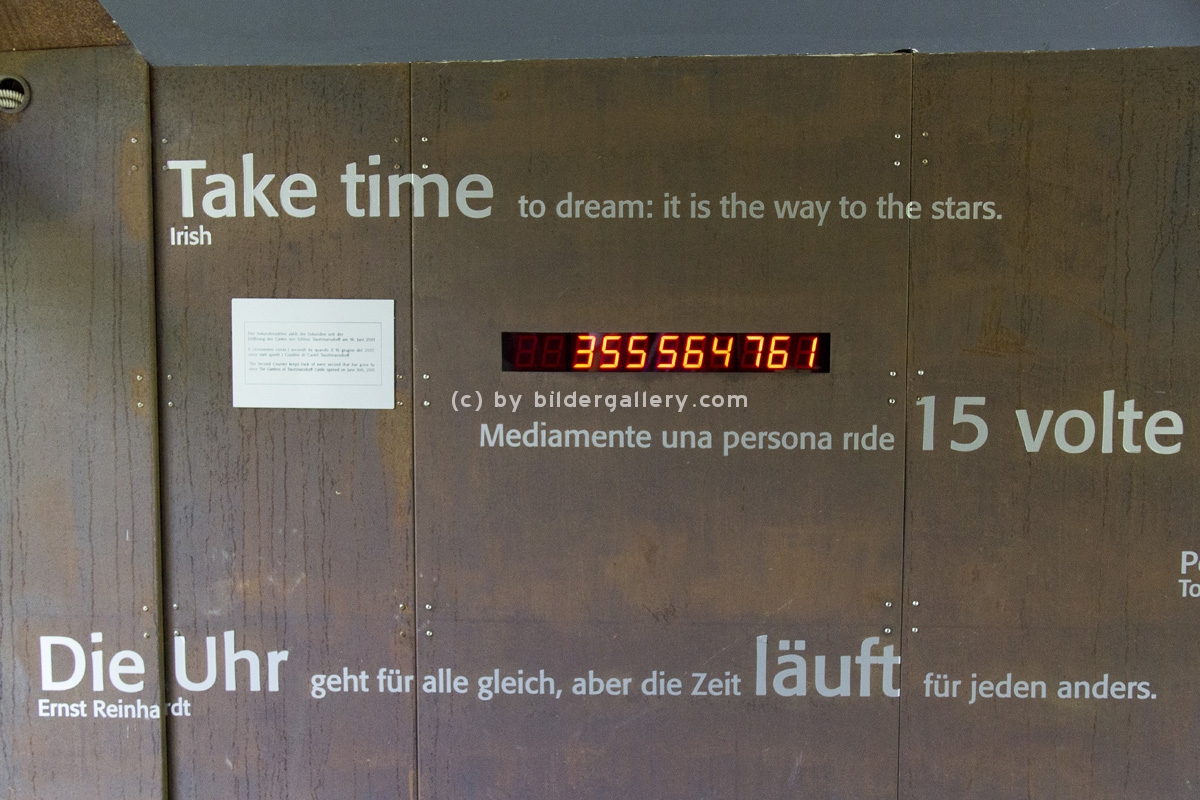 Take time to dream: it is the way to the stars.
Irish
355564761
(c) by bildergallery.com
Mediamente una persona ride 15 volte
Die Uhr geht für alle gleich, aber die Zeit läuft für jeden anders.
Ernst Reinhardt